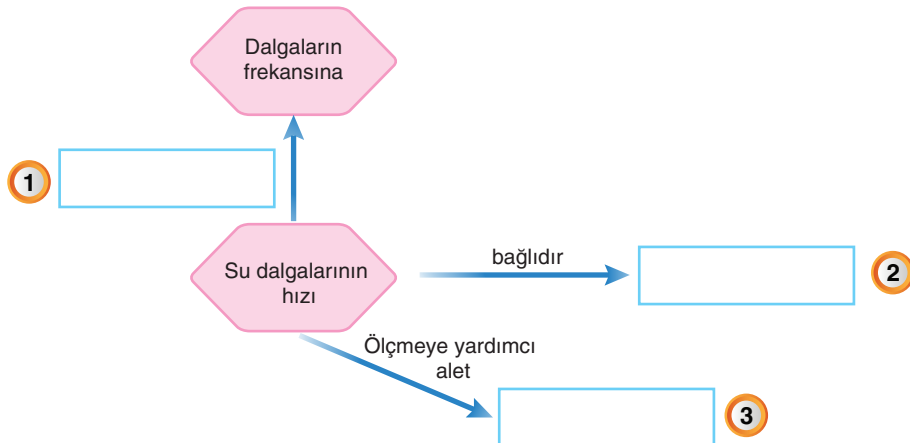 Dalgaların
frekansına
1
Su dalgalarının
hızı
bağlıdır
2
Ölçmeye yardımcı
alet
3